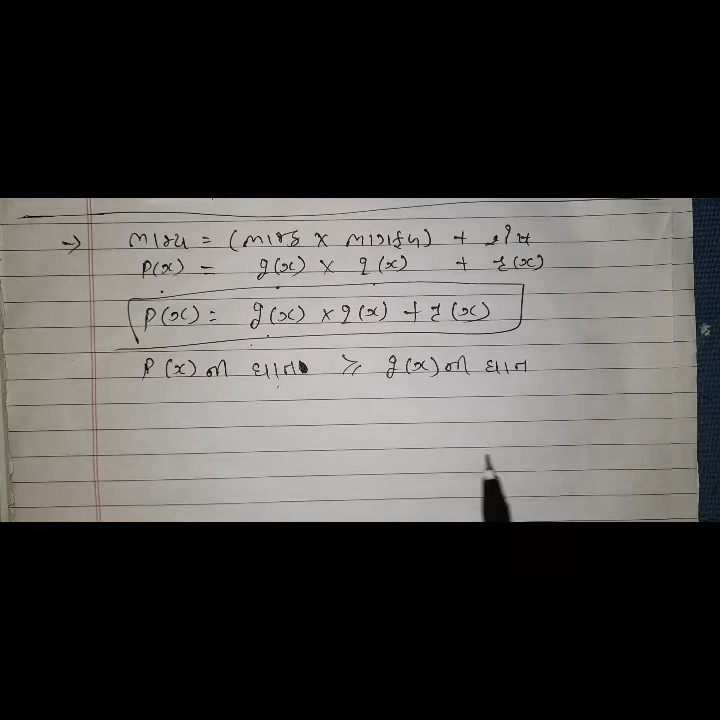 → ભાજ્ય = (ભાજક × ભાગફળ) + શેષ
P(x) = g(x) × q(x) + r(x)
P(x) = g(x) × q(x) + r(x)
P(x) ની ઘાત ≥ g(x) ની ઘાત